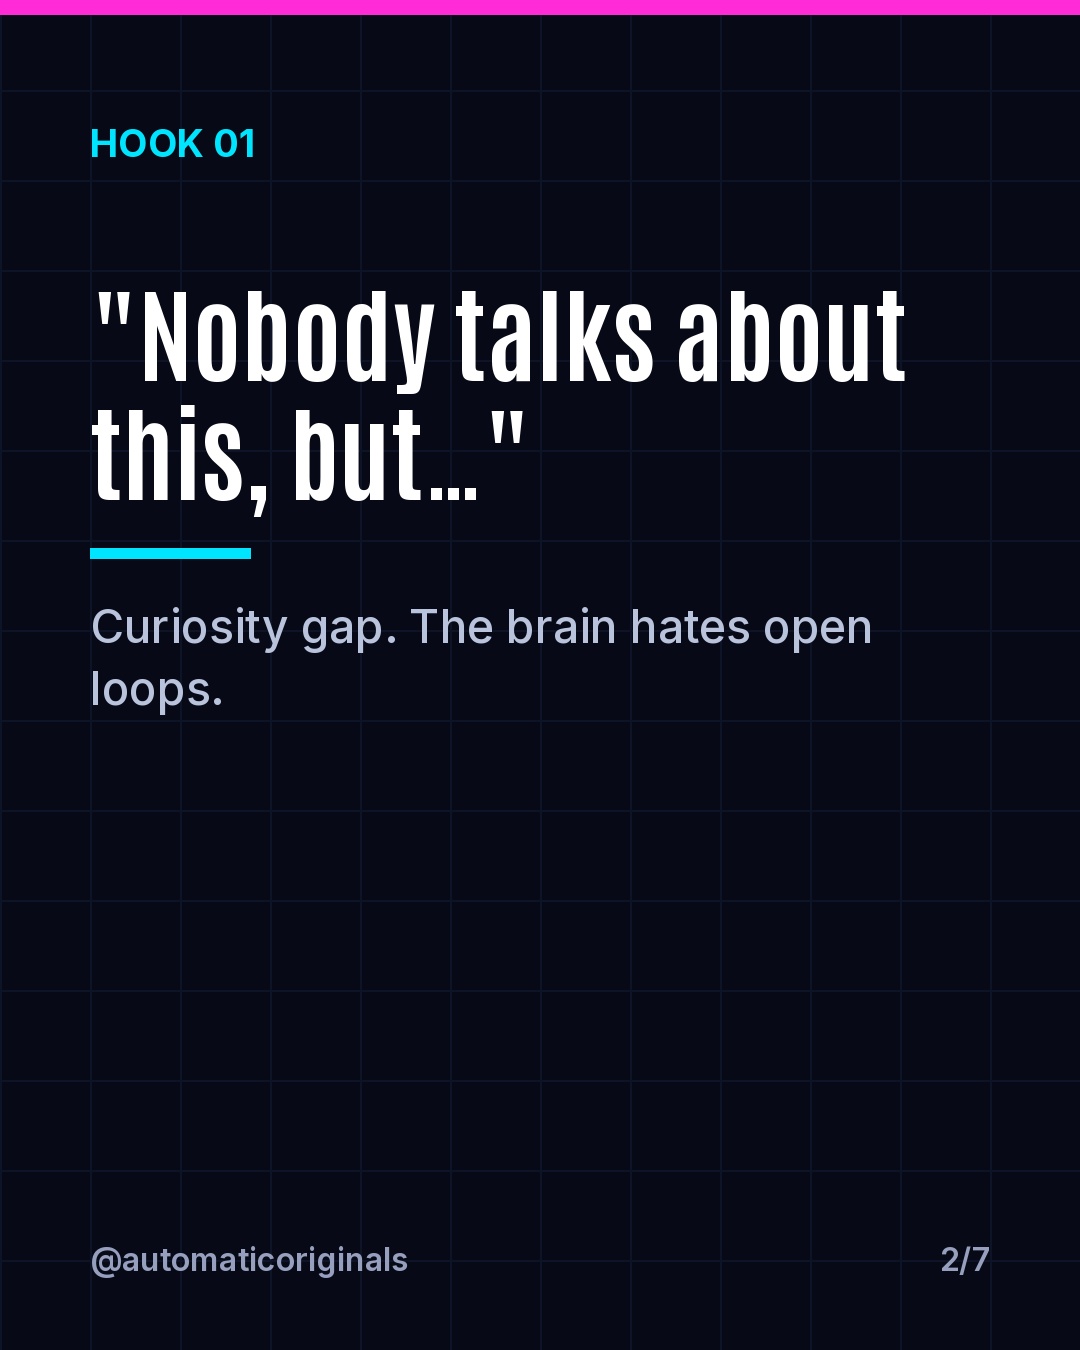 HOOK 01
"Nobody talks about
this, but…"
Curiosity gap. The brain hates open
loops.
@automaticoriginals
2/7